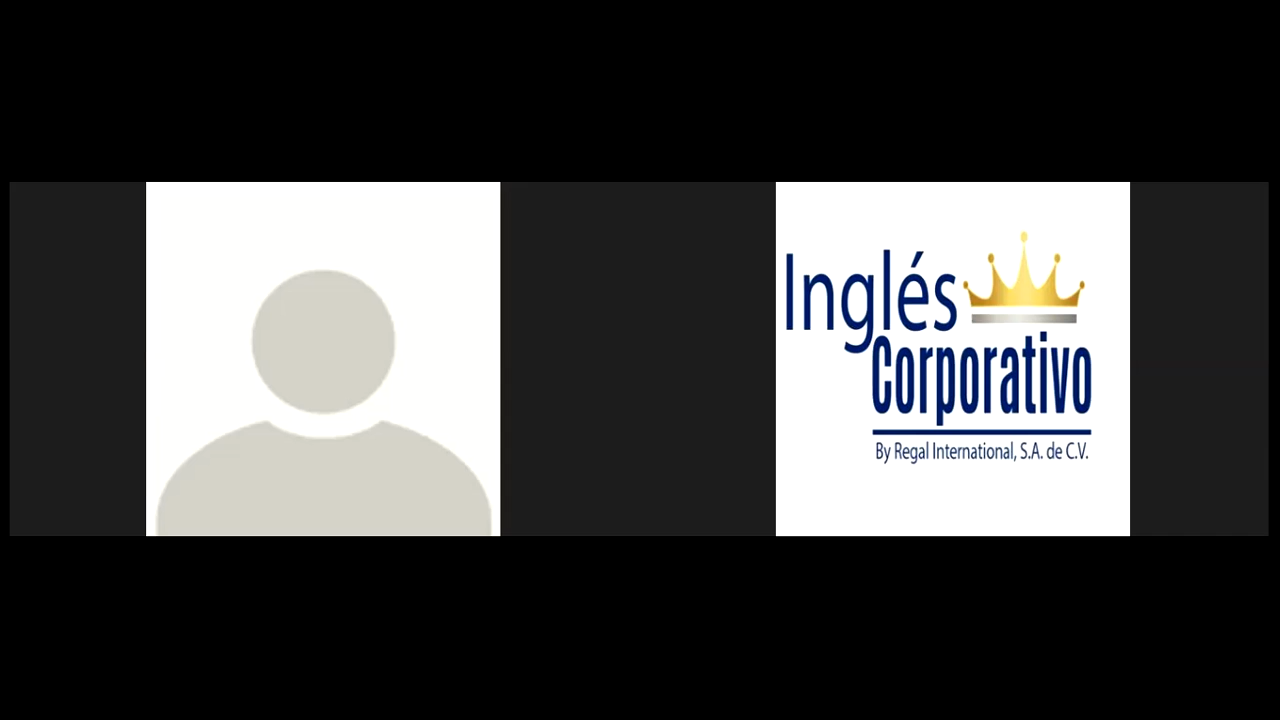 Inglés
Corporativo
By Regal International, S.A. de C.V.